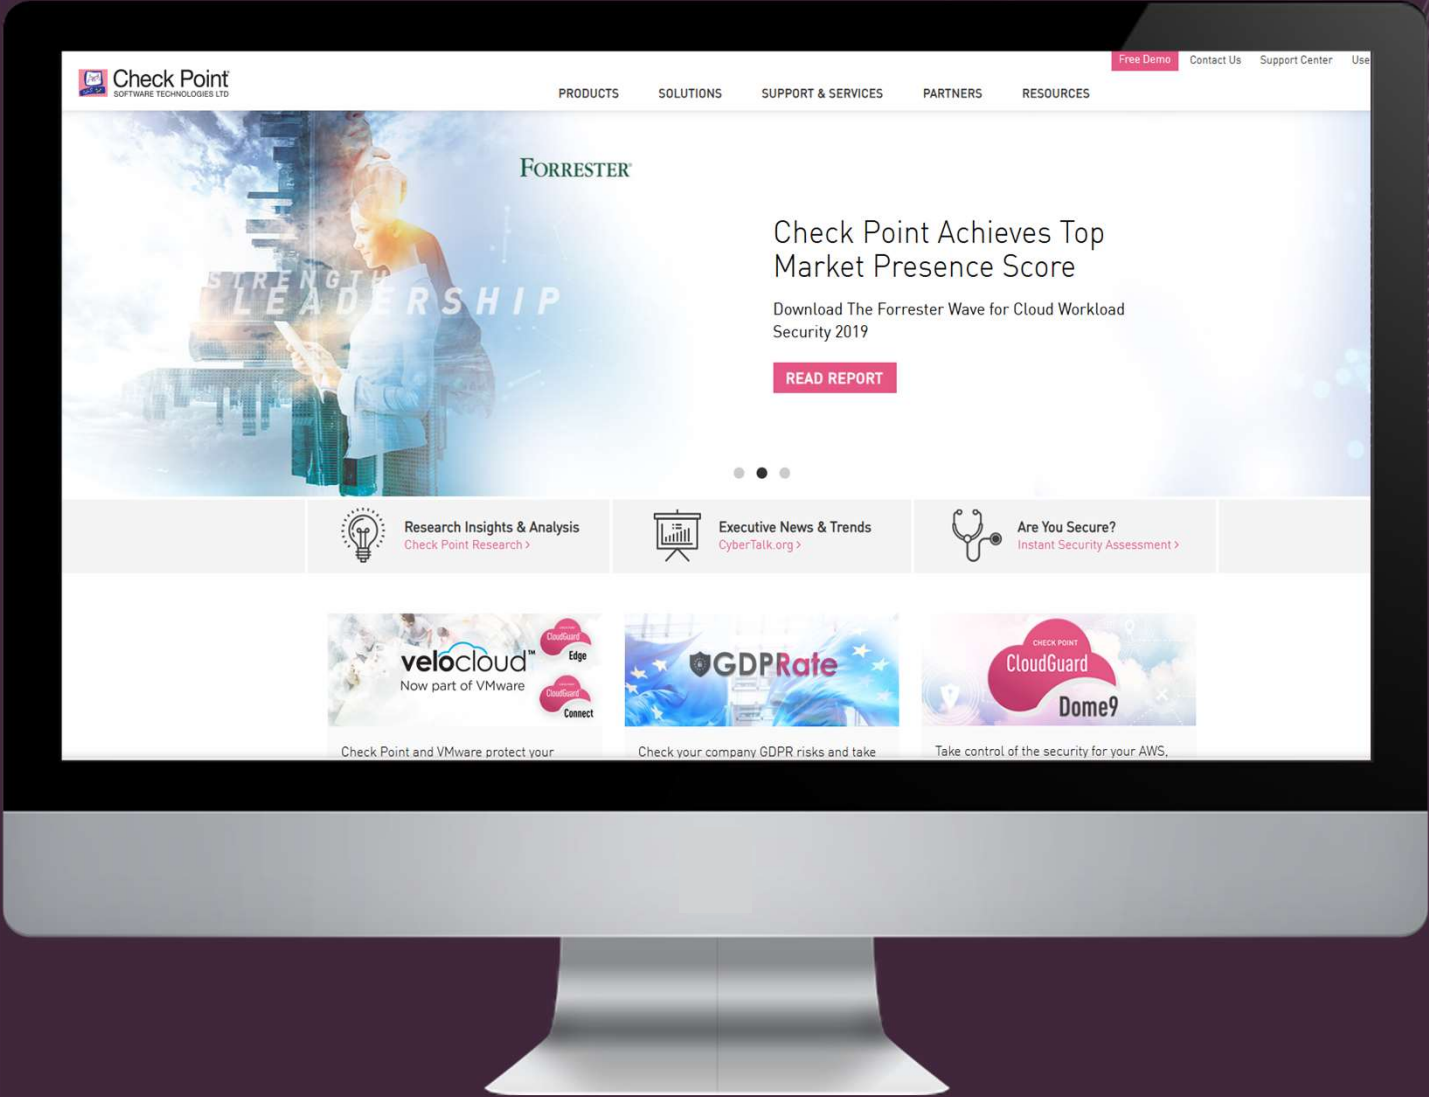 Free Demo Contact Us Support Center Use
Check Point
SOFTWARE TECHNOLOGIES LTD
PRODUCTS SOLUTIONS SUPPORT & SERVICES PARTNERS RESOURCES
FORRESTER
STRENGTH
LEADERSHIP
Check Point Achieves Top
Market Presence Score
Download The Forrester Wave for Cloud Workload
Security 2019
READ REPORT
Research Insights & Analysis
Check Point Research >
Executive News & Trends
CyberTalk.org >
Are You Secure?
Instant Security Assessment >
velocloud™
Now part of VMware
CloudGuard
Edge
CloudGuard
Connect
GDPRate
CHECK POINT
CloudGuard
Dome9
Check Point and VMware protect your
Check your company GDPR risks and take
Take control of the security for your AWS,